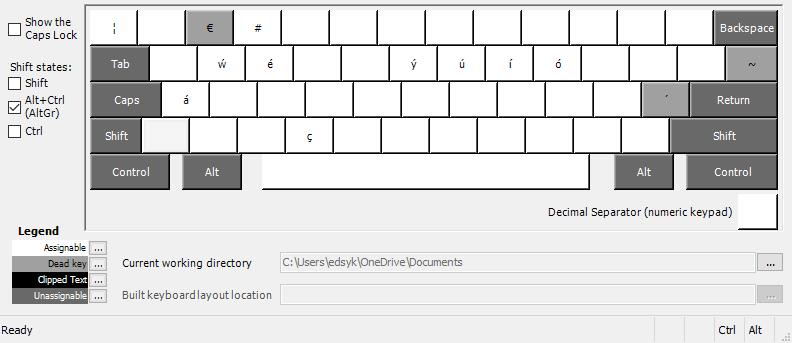 Show the
Caps Lock
¦ € # Backspace
Tab ẃ é ý ú í ó ~
Shift states:
Shift
Alt+Ctrl
(AltGr)
Ctrl
Caps á ´ Return
Shift ç Shift
Control Alt Alt Control
Decimal Separator (numeric keypad)
Legend
Assignable ...
Dead key ...
Clipped Text ...
Unassignable ...
Current working directory C:\Users\edsyk\OneDrive\Documents ...
Built keyboard layout location ...
Ready Ctrl Alt